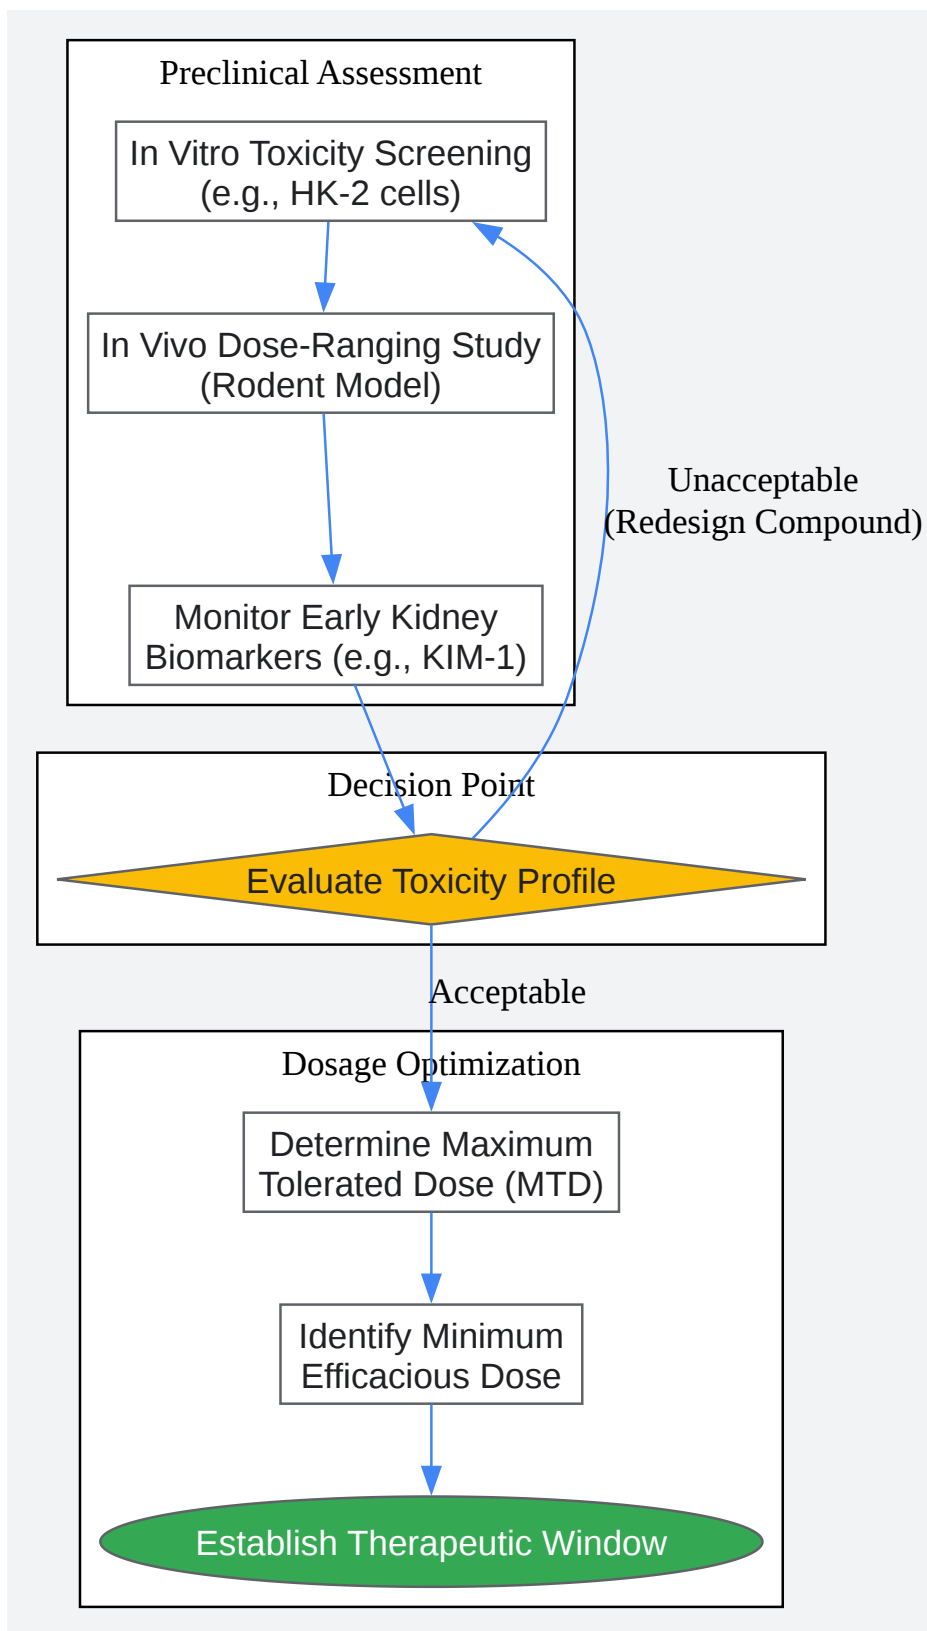 Preclinical Assessment
In Vitro Toxicity Screening
(e.g., HK-2 cells)
In Vivo Dose-Ranging Study
(Rodent Model)
Unacceptable
(Redesign Compound)
Monitor Early Kidney
Biomarkers (e.g., KIM-1)
Decision Point
Evaluate Toxicity Profile
Acceptable
Dosage Optimization
Determine Maximum
Tolerated Dose (MTD)
Identify Minimum
Efficacious Dose
Establish Therapeutic Window